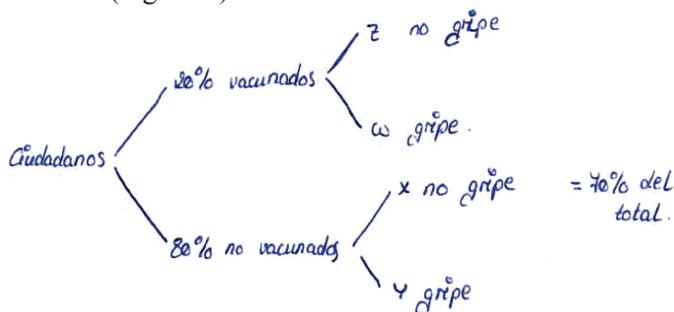 z no gripe
20% vacunados
ω gripe.
Ciudadanos
x no gripe = 70% del
total.
80% no vacunados
y gripe